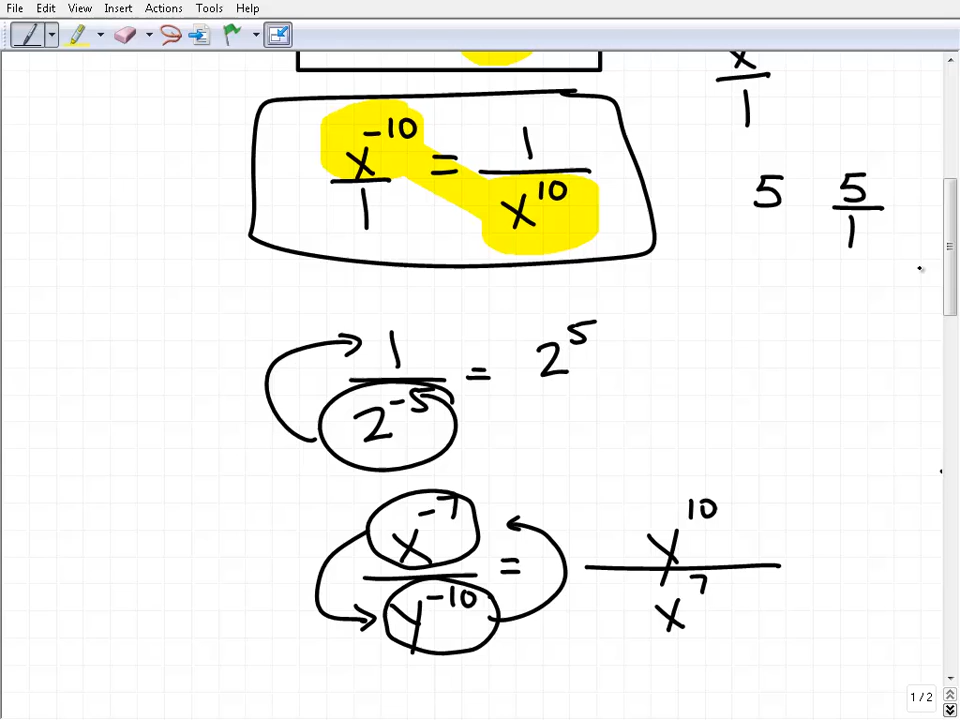 File Edit View Insert Actions Tools Help
x/1
x^-10/1 = 1/x^10
5 5/1
1/2^-5 = 2^5
x^-7/y^-10 = y^10/x^7
1/2